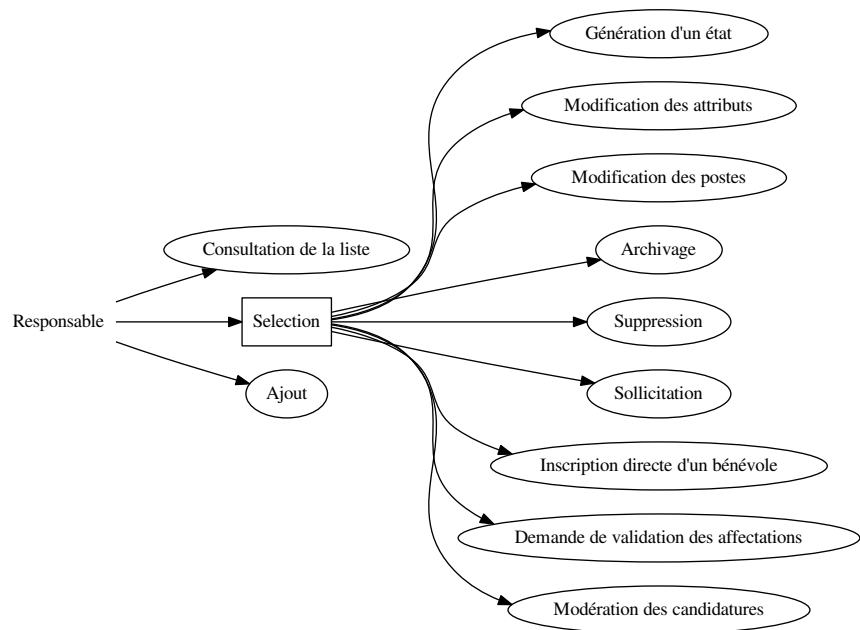 Génération d'un état
Modification des attributs
Modification des postes
Consultation de la liste
Archivage
Responsable
Selection
Suppression
Ajout
Sollicitation
Inscription directe d'un bénévole
Demande de validation des affectations
Modération des candidatures